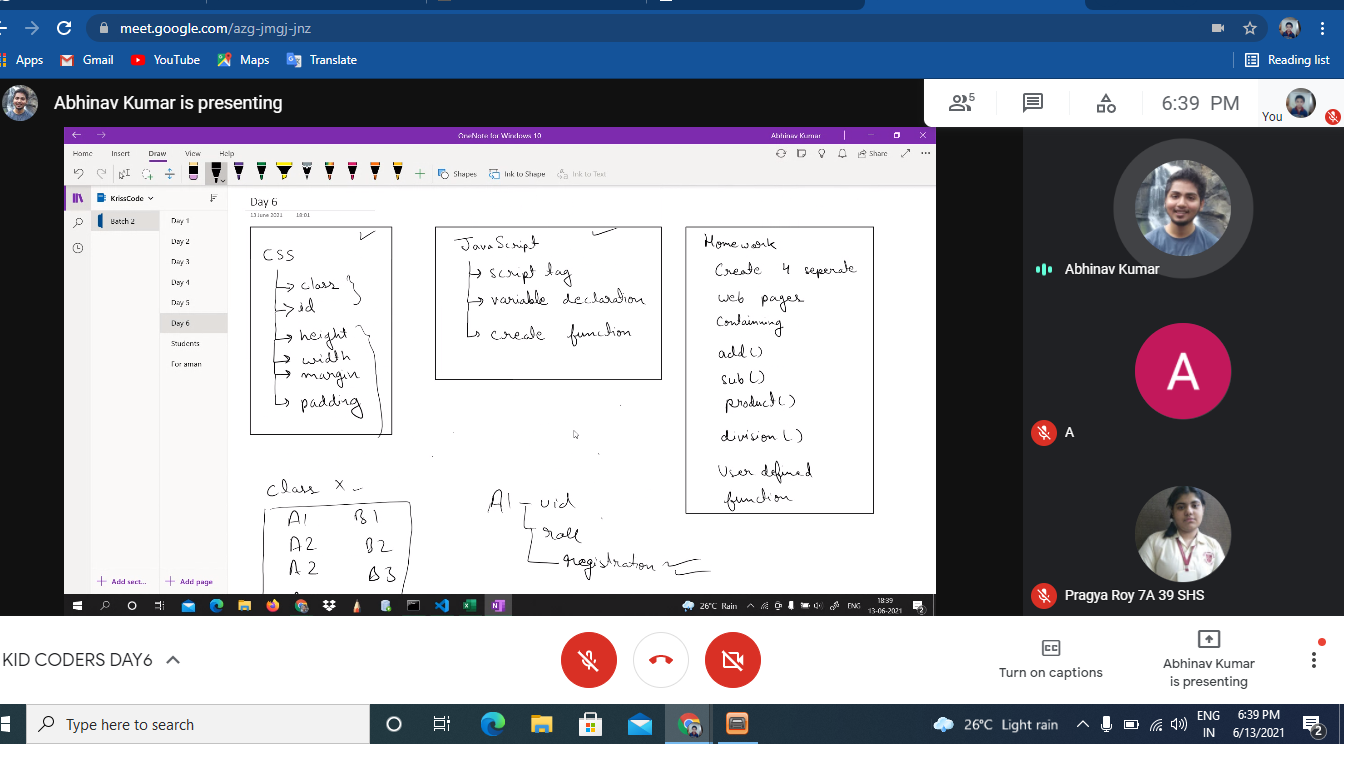 meet.google.com/azg-jmgj-jnz
Apps Gmail YouTube Maps Translate Reading list
Abhinav Kumar is presenting
5
6:39 PM
You
OneNote for Windows 10
Abhinav Kumar
Home Insert Draw View Help
Share
Shapes Ink to Shape Ink to Text
KrissCode
Batch 2
Day 1
Day 2
Day 3
Day 4
Day 5
Day 6
Students
For aman
Add sect...
Add page
Day 6
13 June 2021 18:01
CSS
class
id
height
width
margin
padding
JavaScript
script tag
variable declaration
create function
Homework
Create 4 seperate
web pages
Containning
add()
sub()
product()
division()
User defined
function
class X
A1 B1
A2 B2
A2 B3
A1 uid
roll
registration
26°C Rain
ENG
18:39
13-06-2021
2
Abhinav Kumar
A
A
Pragya Roy 7A 39 SHS
KID CODERS DAY6
CC
Turn on captions
Abhinav Kumar
is presenting
Type here to search
26°C Light rain
ENG
IN
6:39 PM
6/13/2021
2